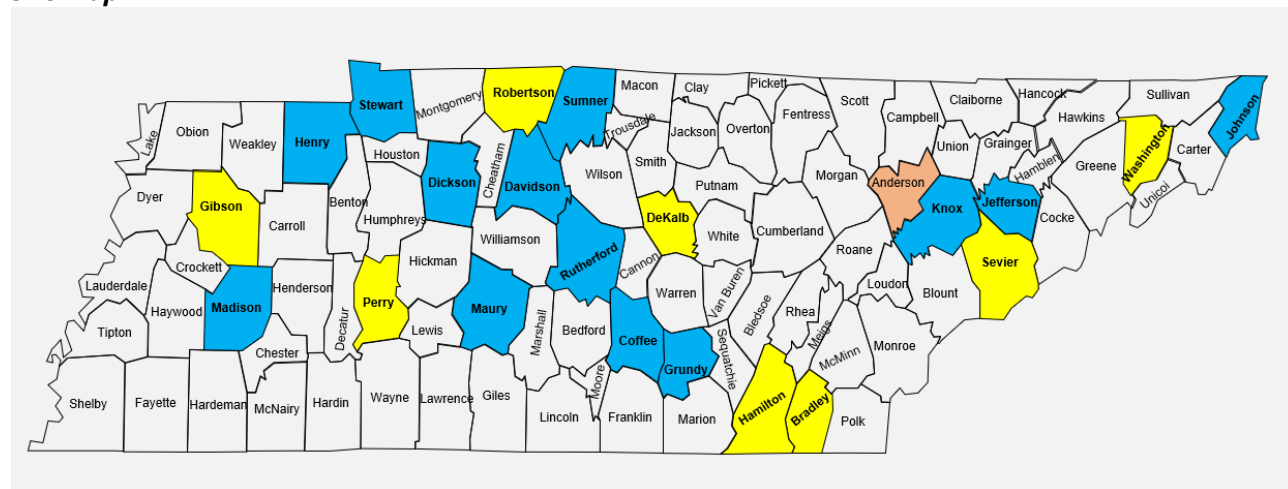 Stewart
Montgomery
Robertson
Sumner
Macon
Clay
Pickett
Scott
Campbell
Claiborne
Hancock
Hawkins
Sullivan
Johnson
Lake
Obion
Weakley
Henry
Houston
Dickson
Cheatham
Davidson
Trousdale
Jackson
Overton
Fentress
Union
Grainger
Hamblen
Greene
Washington
Carter
Unicoi
Dyer
Gibson
Carroll
Benton
Humphreys
Williamson
Wilson
Smith
DeKalb
Putnam
White
Cumberland
Morgan
Anderson
Knox
Jefferson
Cocke
Sevier
Crockett
Lauderdale
Haywood
Madison
Henderson
Decatur
Perry
Hickman
Lewis
Maury
Marshall
Rutherford
Cannon
Warren
Van Buren
Bledsoe
Rhea
Roane
Loudon
Blount
Tipton
Chester
Bedford
Coffee
Grundy
Sequatchie
Meigs
McMinn
Monroe
Shelby
Fayette
Hardeman
McNairy
Hardin
Wayne
Lawrence
Giles
Lincoln
Moore
Franklin
Marion
Hamilton
Bradley
Polk